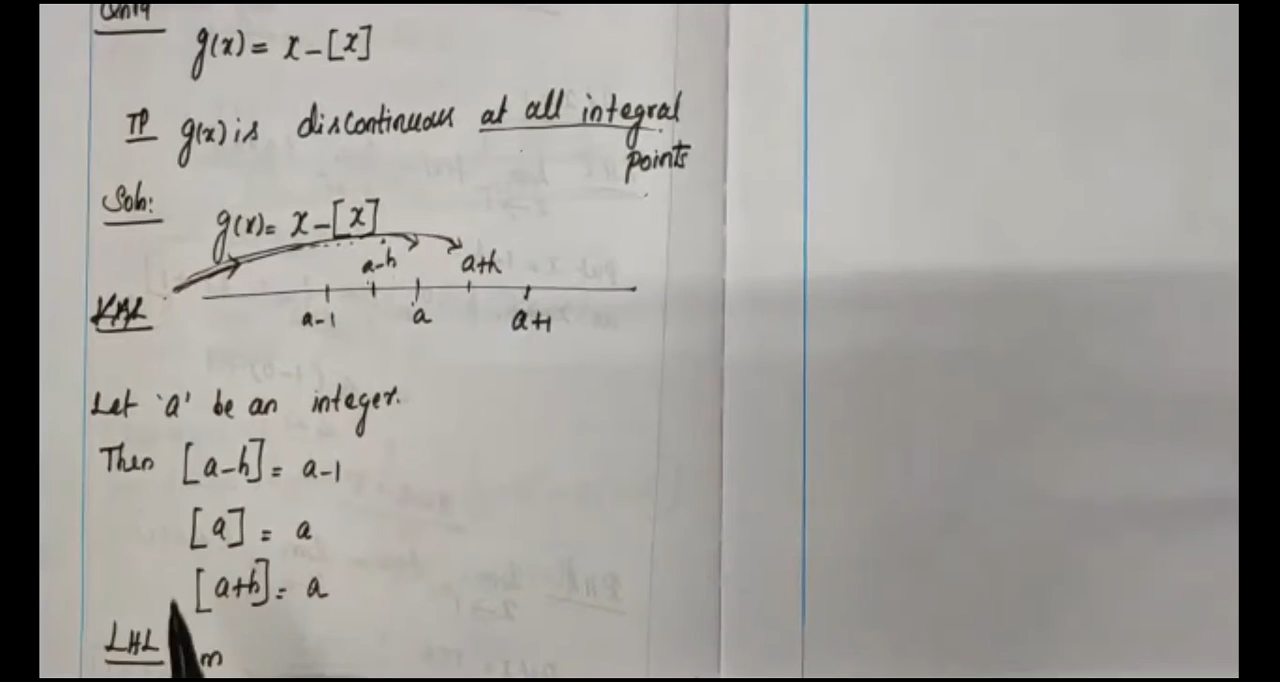 g(x) = x - [x]
TP g(x) is discontinuous at all integral
points
Soln:
g(x) = x - [x]
a-h a+h
a-1 a a+1
Let 'a' be an integer.
Then [a-h] = a-1
[a] = a
[a+h] = a
LHL